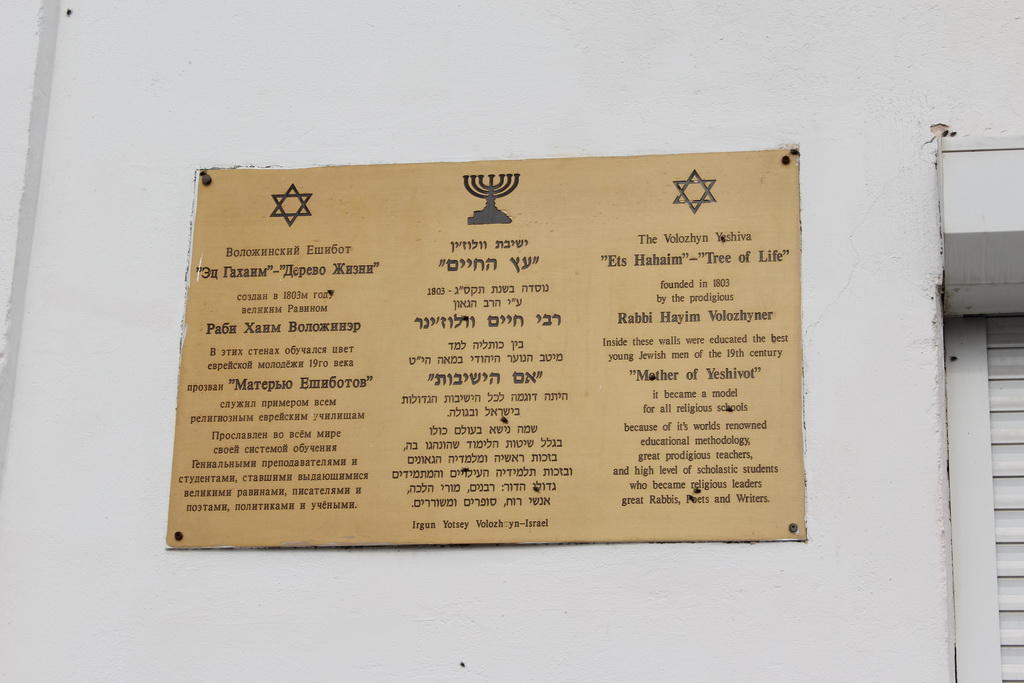 Воложинский Ешибот
"Эц Гахаим"–"Дерево Жизни"
создан в 1803м году
великим Равином
Раби Хаим Воложинэр
В этих стенах обучался цвет
еврейской молодёжи 19го века
прозван "Матерью Ешиботов"
служил примером всем
религиозным еврейским училищам
Прославлен во всём мире
своей системой обучения
Гениальными преподавателями и
студентами, ставшими выдающимися
великими равинами, писателями и
поэтами, политиками и учёными.
ישיבת וולוז'ין
"עץ החיים"
נוסדה בשנת תקס"ג - 1803
ע"י הרב הגאון
רבי חיים וולוז'ינר
בין כותליה למד
מיטב הנוער היהודי במאה הי"ט
"אם הישיבות"
היתה דוגמה לכל הישיבות הגדולות
בישראל ובגולה.
שמה נישא בעולם כולו
בגלל שיטות הלימוד שהונהגו בה,
בזכות ראשיה ומלמדיה הגאונים
ובזכות תלמידיה העילויים והמתמידים
גדולי הדור: רבנים, מורי הלכה,
אנשי רוח, סופרים ומשוררים.
Irgun Yotsey Volozhyn–Israel
The Volozhyn Yeshiva
"Ets Hahaim"–"Tree of Life"
founded in 1803
by the prodigious
Rabbi Hayim Volozhyner
Inside these walls were educated the best
young Jewish men of the 19th century
"Mother of Yeshivot"
it became a model
for all religious schools
because of it's worlds renowned
educational methodology,
great prodigious teachers,
and high level of scholastic students
who became religious leaders
great Rabbis, Poets and Writers.